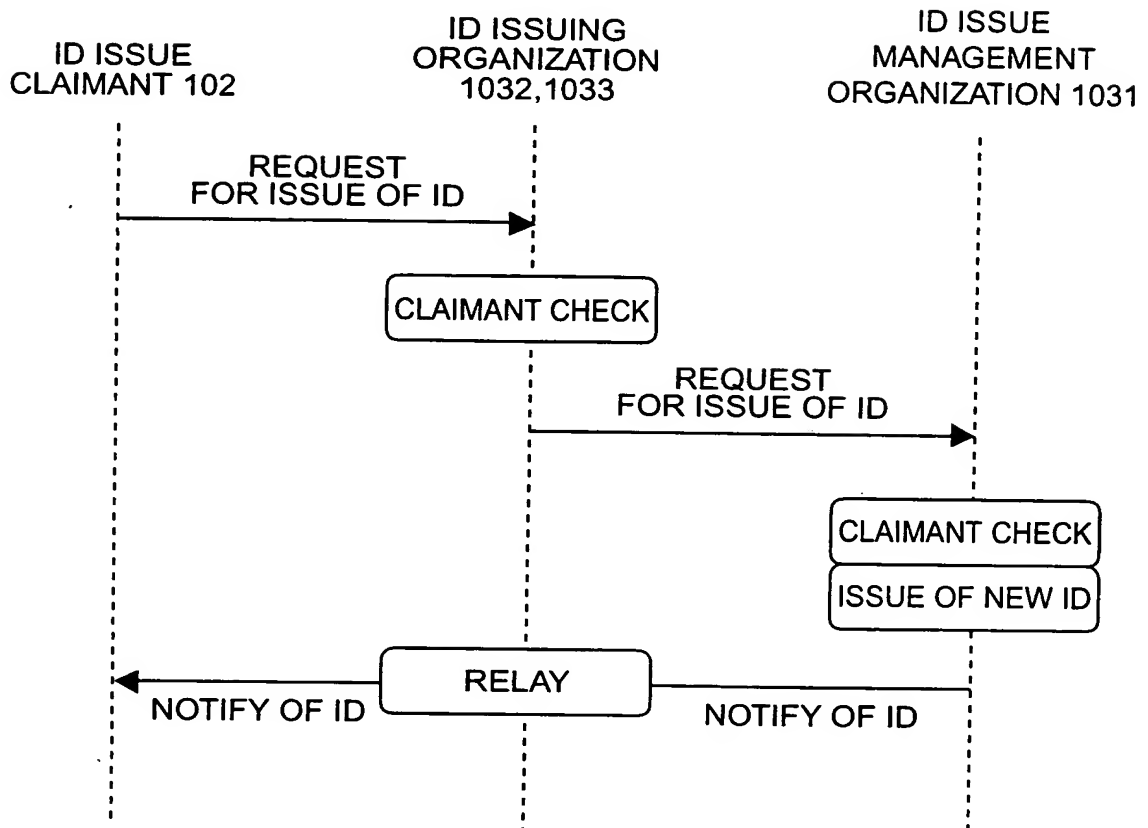 ID ISSUE
CLAIMANT 102
ID ISSUING
ORGANIZATION
1032,1033
ID ISSUE
MANAGEMENT
ORGANIZATION 1031
REQUEST
FOR ISSUE OF ID
CLAIMANT CHECK
REQUEST
FOR ISSUE OF ID
CLAIMANT CHECK
ISSUE OF NEW ID
RELAY
NOTIFY OF ID
NOTIFY OF ID